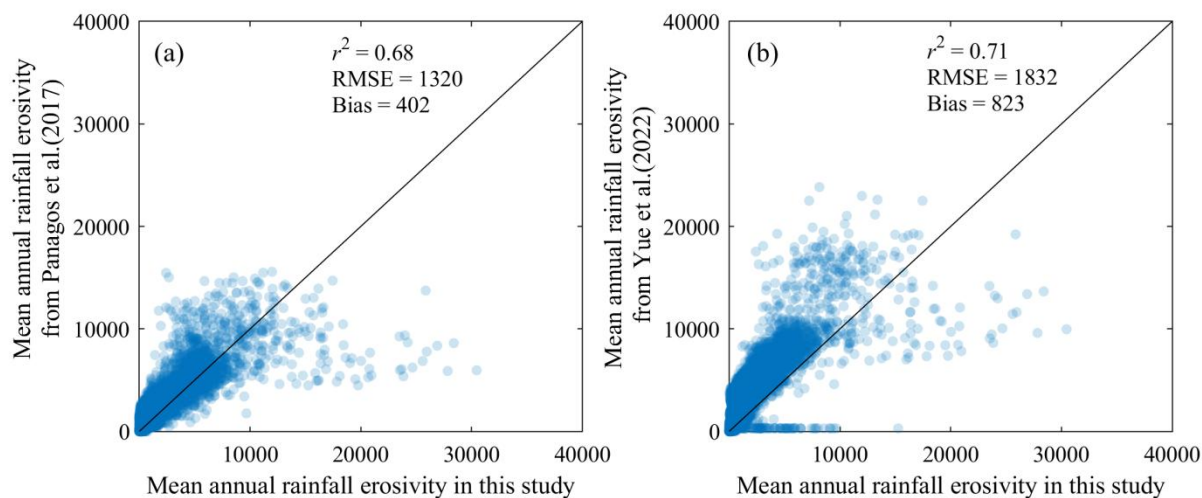 (a)
r² = 0.68
RMSE = 1320
Bias = 402
Mean annual rainfall erosivity
from Panagos et al.(2017)
40000
30000
20000
10000
0
10000 20000 30000 40000
Mean annual rainfall erosivity in this study
(b)
r² = 0.71
RMSE = 1832
Bias = 823
Mean annual rainfall erosivity
from Yue et al.(2022)
40000
30000
20000
10000
0
10000 20000 30000 40000
Mean annual rainfall erosivity in this study